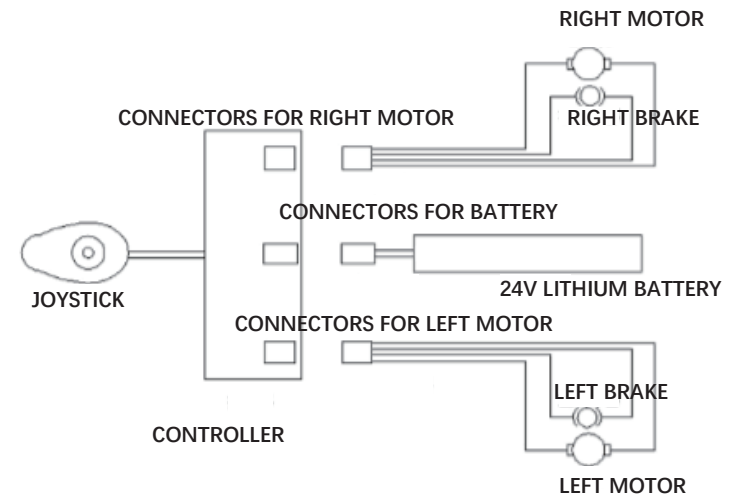 RIGHT MOTOR
CONNECTORS FOR RIGHT MOTOR
RIGHT BRAKE
CONNECTORS FOR BATTERY
24V LITHIUM BATTERY
JOYSTICK
CONNECTORS FOR LEFT MOTOR
LEFT BRAKE
CONTROLLER
LEFT MOTOR